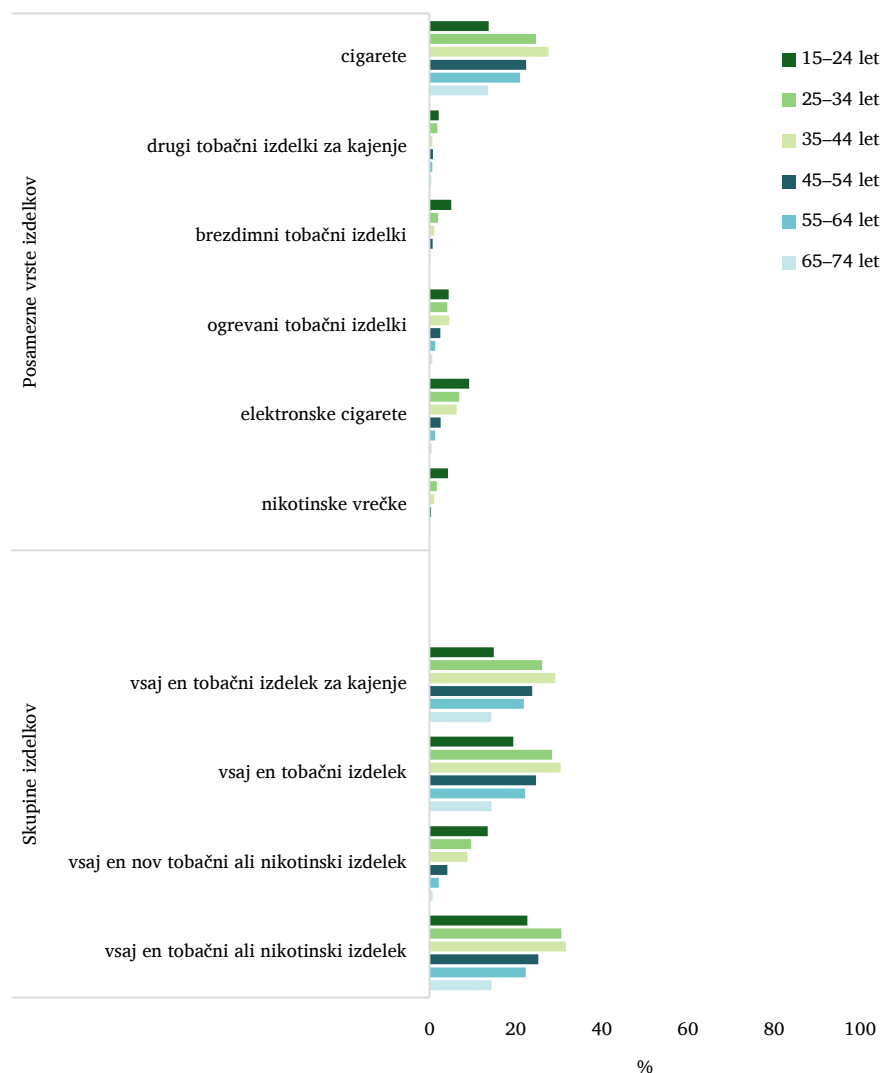 Posamezne vrste izdelkov
cigarete
drugi tobačni izdelki za kajenje
brezdimni tobačni izdelki
ogrevani tobačni izdelki
elektronske cigarete
nikotinske vrečke
Skupine izdelkov
vsaj en tobačni izdelek za kajenje
vsaj en tobačni izdelek
vsaj en nov tobačni ali nikotinski izdelek
vsaj en tobačni ali nikotinski izdelek
15–24 let
25–34 let
35–44 let
45–54 let
55–64 let
65–74 let
0 20 40 60 80 100
%